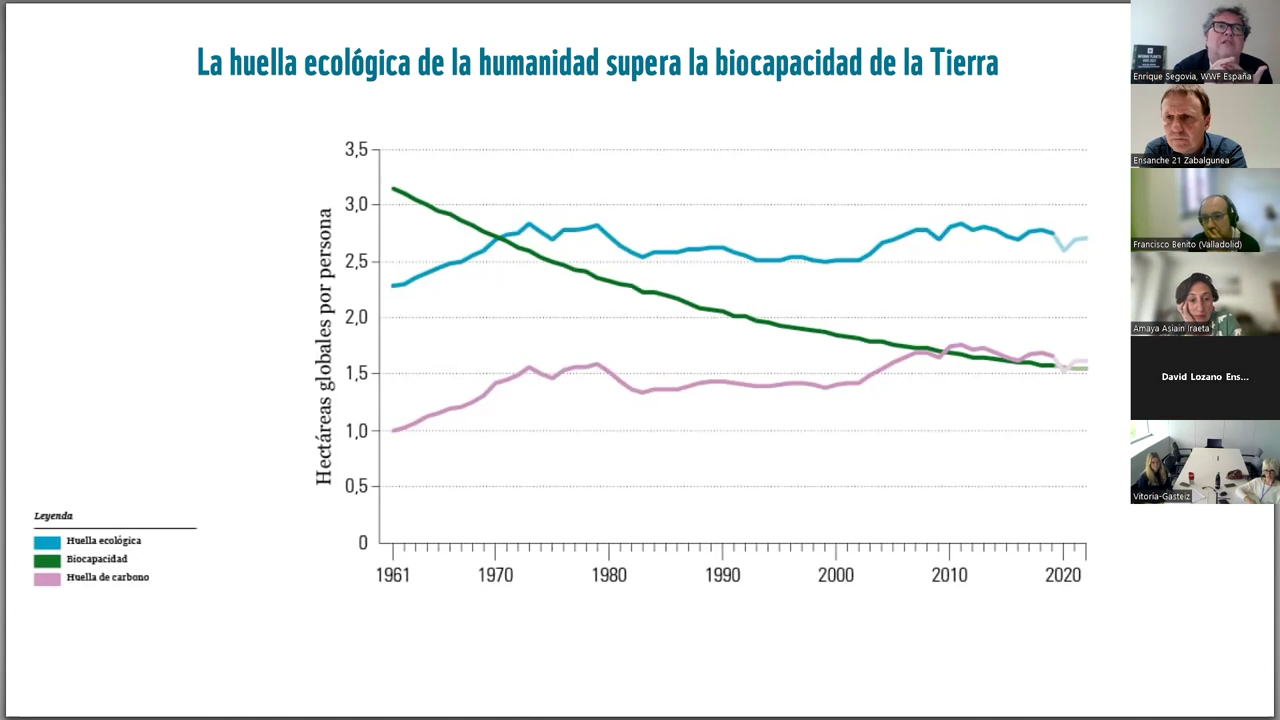 La huella ecológica de la humanidad supera la biocapacidad de la Tierra
Hectáreas globales por persona
3,5
3,0
2,5
2,0
1,5
1,0
0,5
0
1961
1970
1980
1990
2000
2010
2020
Leyenda
Huella ecológica
Biocapacidad
Huella de carbono
Enrique Segovia, WWF España
Ensanche 21 Zabalgunea
Francisco Benito (Valladolid)
Amaya Asiain Iraeta
David Lozano Ens...
Vitoria-Gasteiz